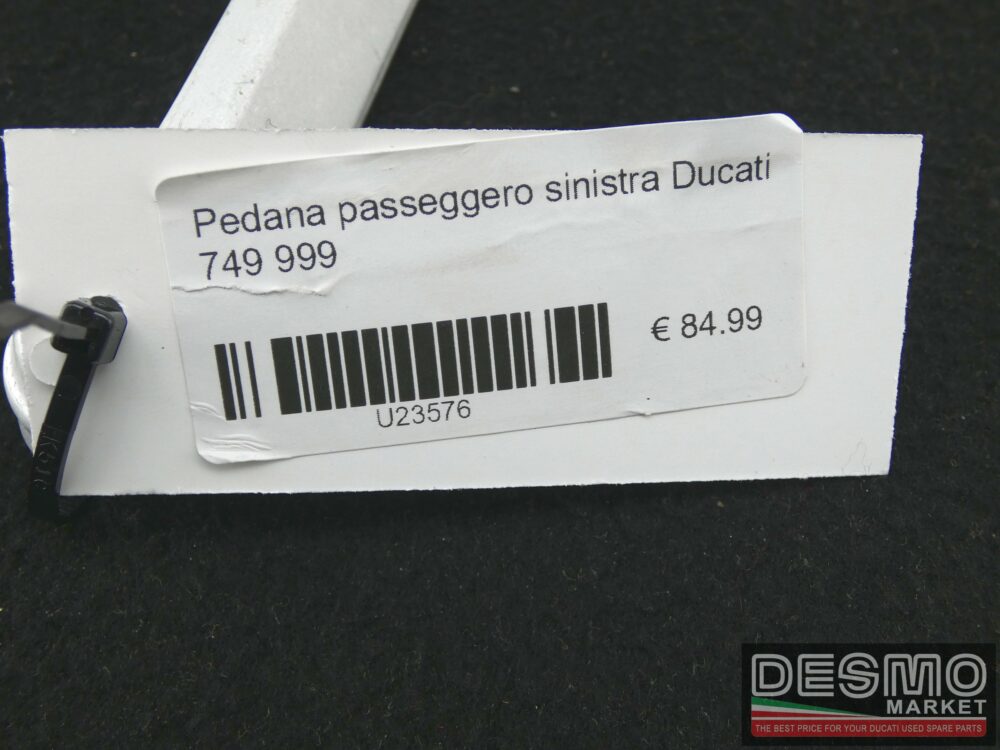 Pedana passeggero sinistra Ducati
749 999
€ 84.99
U23576
DESMO
MARKET
THE BEST PRICE FOR YOUR DUCATI USED SPARE PARTS